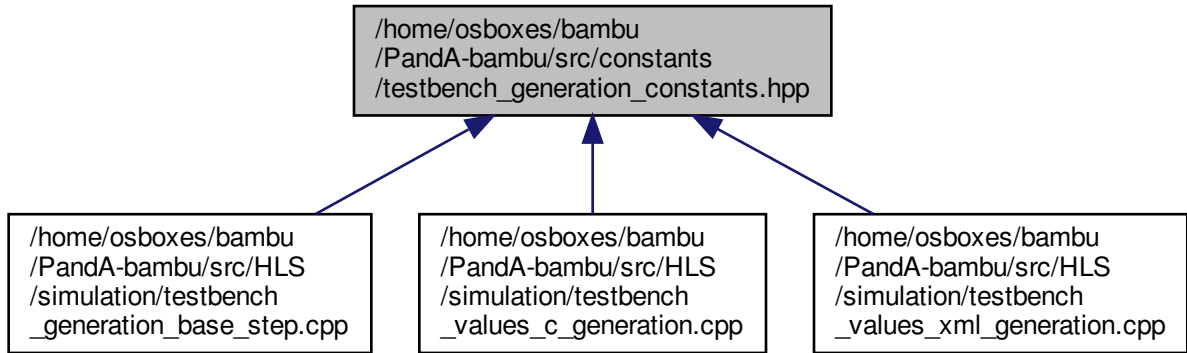 /home/osboxes/bambu
/PandA-bambu/src/constants
/testbench_generation_constants.hpp
/home/osboxes/bambu
/PandA-bambu/src/HLS
/simulation/testbench
_generation_base_step.cpp
/home/osboxes/bambu
/PandA-bambu/src/HLS
/simulation/testbench
_values_c_generation.cpp
/home/osboxes/bambu
/PandA-bambu/src/HLS
/simulation/testbench
_values_xml_generation.cpp